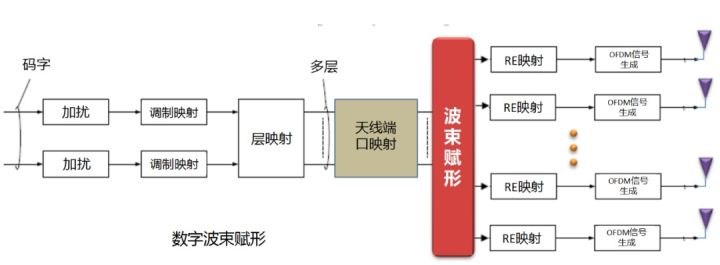 码字
多层
加扰
调制映射
加扰
调制映射
层映射
天线端
口映射
波束赋形
RE映射
OFDM信号
生成
RE映射
OFDM信号
生成
RE映射
OFDM信号
生成
RE映射
OFDM信号
生成
数字波束赋形